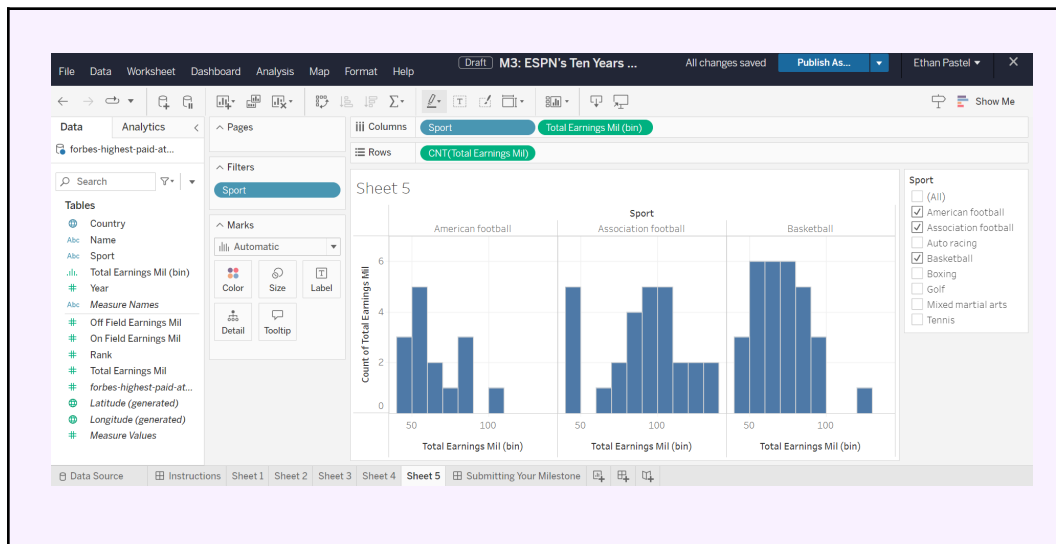 Draft M3: ESPN's Ten Years ... All changes saved Publish As... Ethan Pastel
File Data Worksheet Dashboard Analysis Map Format Help
Show Me
Data Analytics
forbes-highest-paid-at...
Search
Tables
Country
Abc Name
Abc Sport
Total Earnings Mil (bin)
# Year
Abc Measure Names
# Off Field Earnings Mil
# On Field Earnings Mil
# Rank
# Total Earnings Mil
# forbes-highest-paid-at...
Latitude (generated)
Longitude (generated)
# Measure Values
Pages
Filters
Sport
Marks
Automatic
Color Size Label
Detail Tooltip
Columns Sport Total Earnings Mil (bin)
Rows CNT(Total Earnings Mil)
Sheet 5
Sport
American football Association football Basketball
Count of Total Earnings Mil
6
4
2
0
50 100 50 100 50 100
Total Earnings Mil (bin) Total Earnings Mil (bin) Total Earnings Mil (bin)
Sport
(All)
American football
Association football
Auto racing
Basketball
Boxing
Golf
Mixed martial arts
Tennis
Data Source Instructions Sheet 1 Sheet 2 Sheet 3 Sheet 4 Sheet 5 Submitting Your Milestone